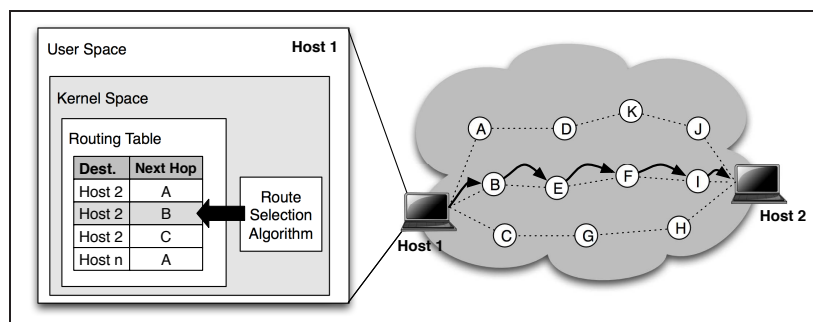 User Space
Host 1
Kernel Space
Routing Table
Dest. Next Hop
Host 2 A
Host 2 B
Host 2 C
Host n A
Route
Selection
Algorithm
A
D
K
J
B
E
F
I
C
G
H
Host 1
Host 2